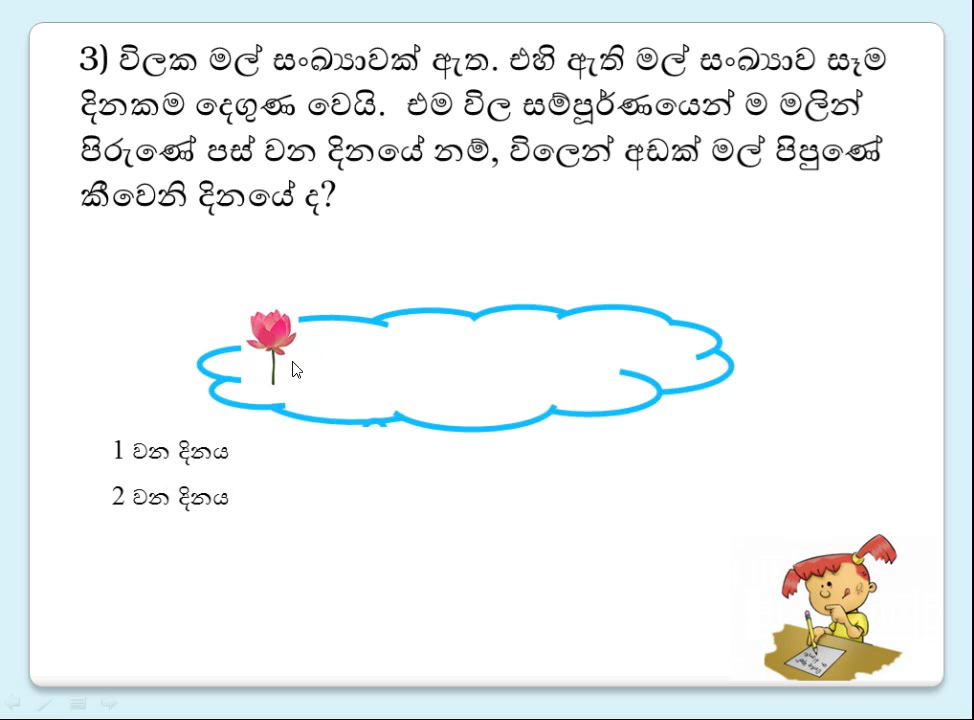 3) විලක මල් සංඛ්‍යාවක් ඇත. එහි ඇති මල් සංඛ්‍යාව සෑම
දිනකම දෙගුණ වෙයි. එම විල සම්පූර්ණයෙන් ම මලින්
පිරුණේ පස් වන දිනයේ නම්, විලෙන් අඩක් මල් පිපුණේ
කීවෙනි දිනයේ ද?
1 වන දිනය
2 වන දිනය